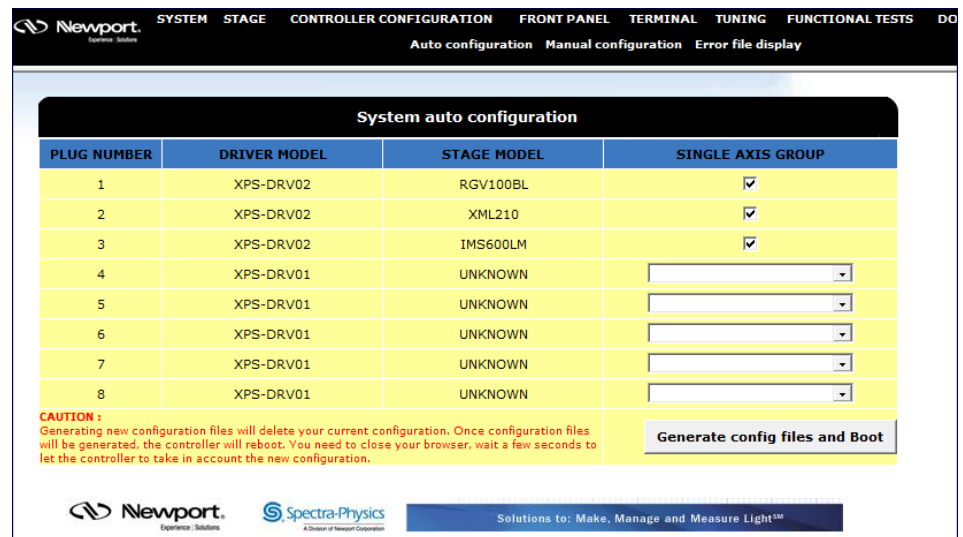 Newport. SYSTEM STAGE CONTROLLER CONFIGURATION FRONT PANEL TERMINAL TUNING FUNCTIONAL TESTS DO
Experience | Solutions
Auto configuration Manual configuration Error file display
System auto configuration
PLUG NUMBER DRIVER MODEL STAGE MODEL SINGLE AXIS GROUP
1 XPS-DRV02 RGV100BL
2 XPS-DRV02 XML210
3 XPS-DRV02 IMS600LM
4 XPS-DRV01 UNKNOWN
5 XPS-DRV01 UNKNOWN
6 XPS-DRV01 UNKNOWN
7 XPS-DRV01 UNKNOWN
8 XPS-DRV01 UNKNOWN
CAUTION :
Generating new configuration files will delete your current configuration. Once configuration files
will be generated, the controller will reboot. You need to close your browser, wait a few seconds to
let the controller to take in account the new configuration.
Generate config files and Boot
Newport. Spectra-Physics Solutions to: Make, Manage and Measure Light℠
Experience | Solutions A Division of Newport Corporation